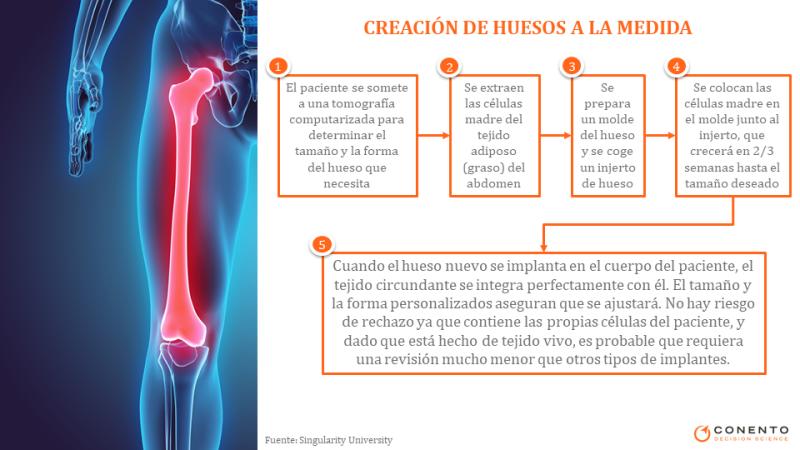 CREACIÓN DE HUESOS A LA MEDIDA
1
El paciente se somete
a una tomografía
computarizada para
determinar el
tamaño y la forma
del hueso que
necesita
2
Se extraen
las células
madre del
tejido
adiposo
(graso) del
abdomen
3
Se
prepara
un molde
del hueso
y se coge
un injerto
de hueso
4
Se colocan las
células madre en
el molde junto al
injerto, que
crecerá en 2/3
semanas hasta el
tamaño deseado
5
Cuando el hueso nuevo se implanta en el cuerpo del paciente, el
tejido circundante se integra perfectamente con él. El tamaño y
la forma personalizados aseguran que se ajustará. No hay riesgo
de rechazo ya que contiene las propias células del paciente, y
dado que está hecho de tejido vivo, es probable que requiera
una revisión mucho menor que otros tipos de implantes.
Fuente: Singularity University
CONENTO
DECISION SCIENCE